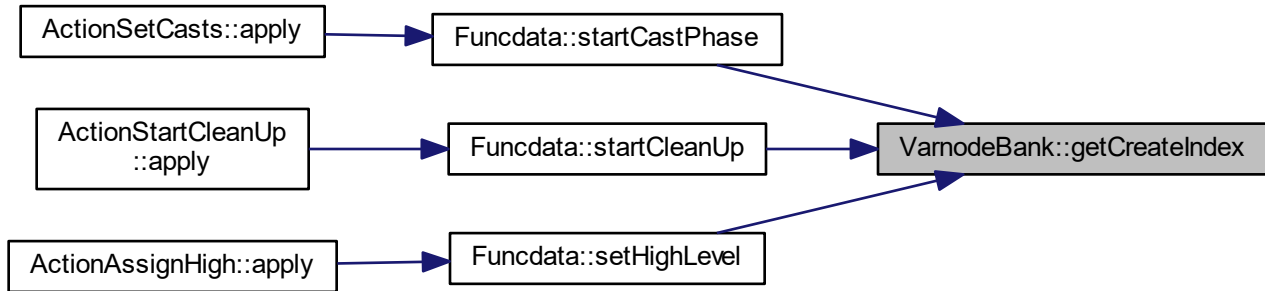 ActionSetCasts::apply
Funcdata::startCastPhase
ActionStartCleanUp
::apply
Funcdata::startCleanUp
VarnodeBank::getCreateIndex
ActionAssignHigh::apply
Funcdata::setHighLevel